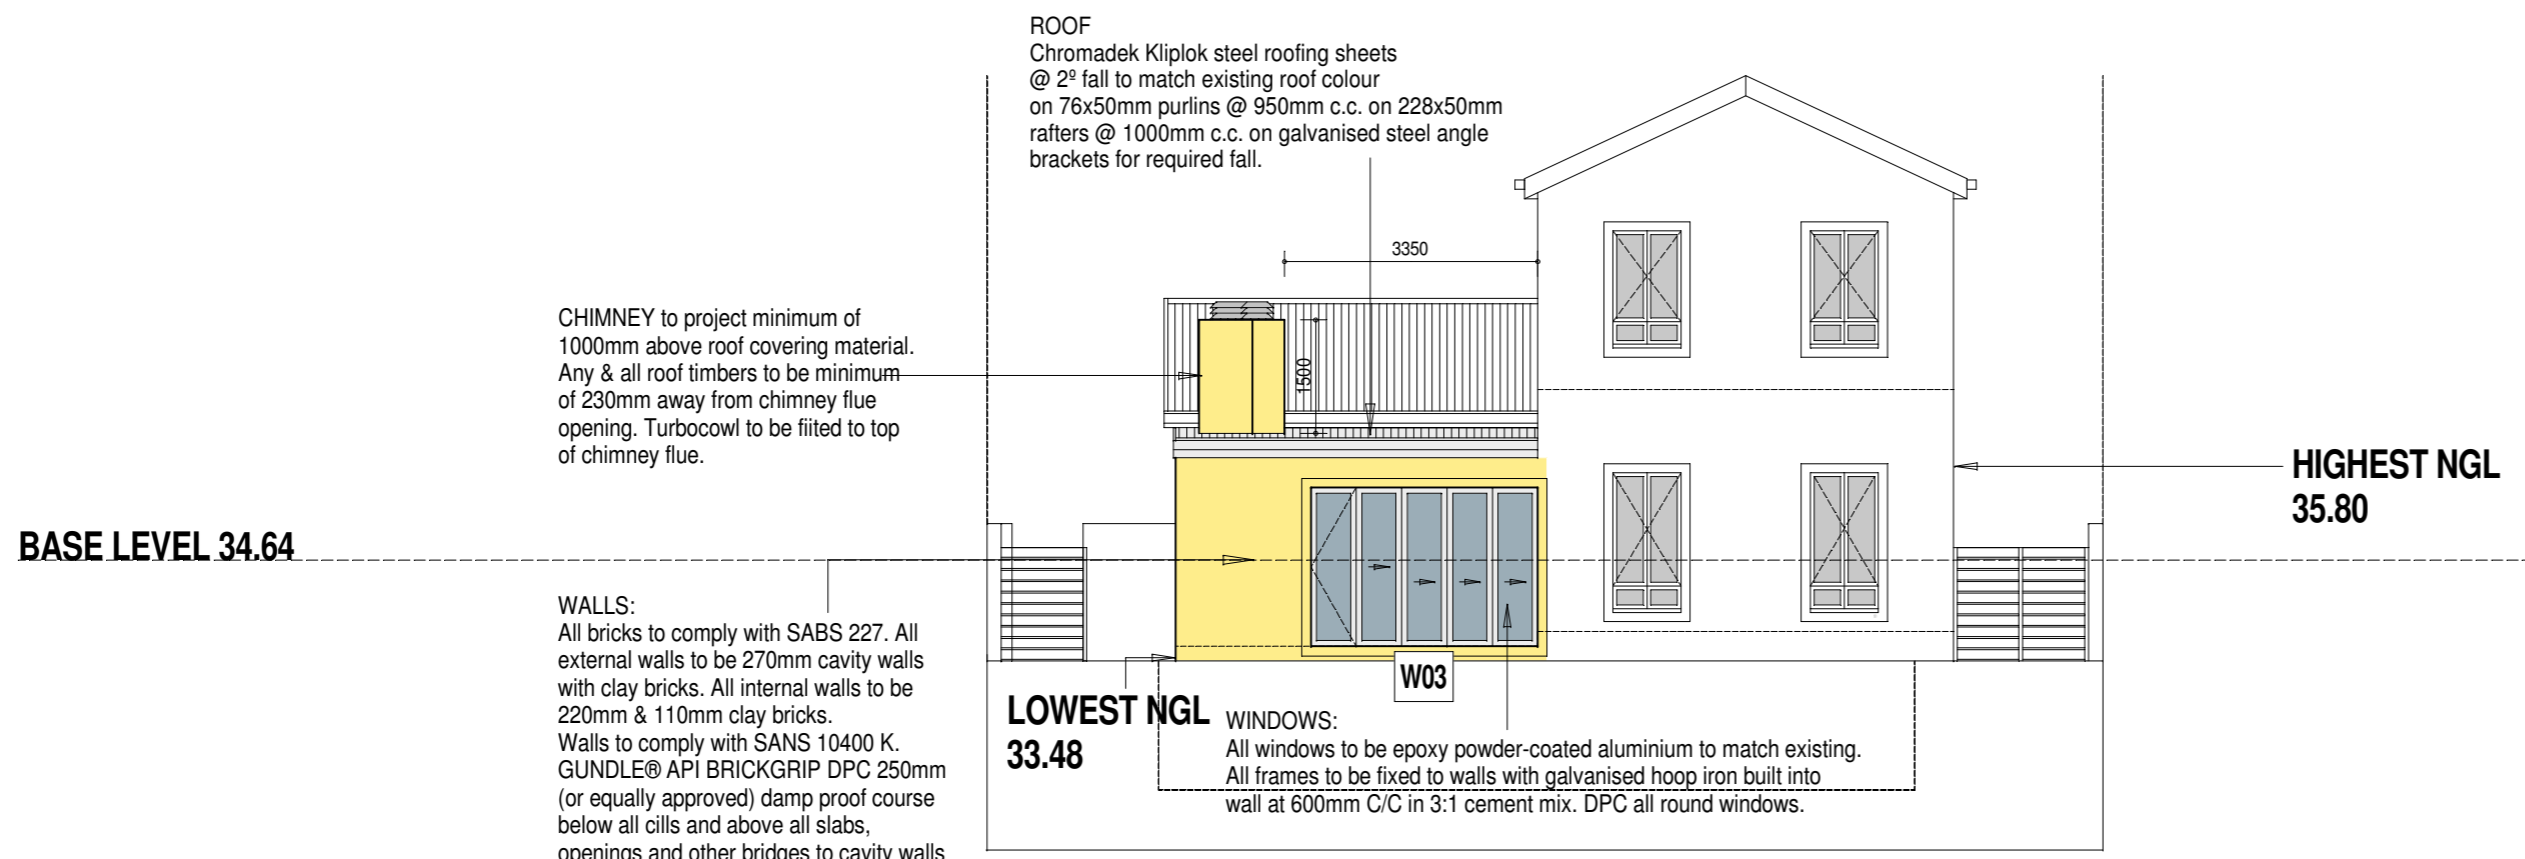 ROOF
Chromadek Kliplok steel roofing sheets
@ 2º fall to match existing roof colour
on 76x50mm purlins @ 950mm c.c. on 228x50mm
rafters @ 1000mm c.c. on galvanised steel angle
brackets for required fall.
3350
CHIMNEY to project minimum of
1000mm above roof covering material.
Any & all roof timbers to be minimum
of 230mm away from chimney flue
opening. Turbocowl to be fiited to top
of chimney flue.
1500
HIGHEST NGL
35.80
BASE LEVEL 34.64
WALLS:
All bricks to comply with SABS 227. All
external walls to be 270mm cavity walls
with clay bricks. All internal walls to be
220mm & 110mm clay bricks.
Walls to comply with SANS 10400 K.
GUNDLE® API BRICKGRIP DPC 250mm
(or equally approved) damp proof course
below all cills and above all slabs,
openings and other bridges to cavity walls
W03
LOWEST NGL
33.48
WINDOWS:
All windows to be epoxy powder-coated aluminium to match existing.
All frames to be fixed to walls with galvanised hoop iron built into
wall at 600mm C/C in 3:1 cement mix. DPC all round windows.